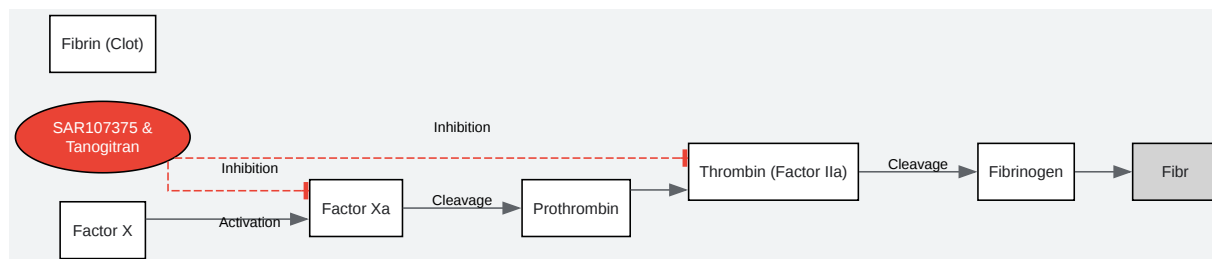 Fibrin (Clot)
SAR107375 &
Tanogitran
Inhibition
Inhibition
Factor X
Activation
Factor Xa
Cleavage
Prothrombin
Thrombin (Factor IIa)
Cleavage
Fibrinogen
Fibr